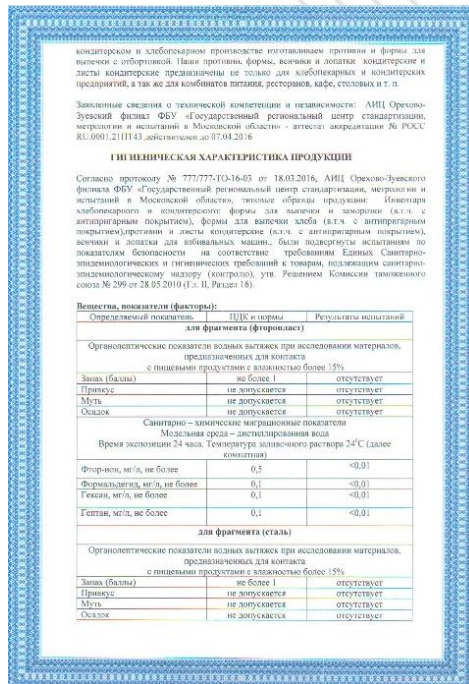 кондитерском и хлебопекарном производстве изготавливаем противни и формы для
выпечки с отбортовкой. Наши противни, формы, венчики и лопатки кондитерские и
листы кондитерские предназначены не только для хлебопекарных и кондитерских
предприятий, а так же для комбинатов питания, ресторанов, кафе, столовых и т. п.
Заявленные сведения о технической компетенции и независимости: АИЦ Орехово-
Зуевский филиал ФБУ «Государственный региональный центр стандартизации,
метрологии и испытаний в Московской области» - аттестат аккредитации № РОСС
RU.0001.21ПТ43 действителен до 07.04.2016
ГИГИЕНИЧЕСКАЯ ХАРАКТЕРИСТИКА ПРОДУКЦИИ
Согласно протоколу № 777/777-ТО-16-03 от 18.03.2016, АИЦ Орехово-Зуевского
филиала ФБУ «Государственный региональный центр стандартизации, метрологии и
испытаний в Московской области», типовые образцы продукции: Инвентаря
хлебопекарного и кондитерского: формы для выпечки и заморозки (в.т.ч. с
антипригарным покрытием), формы для выпечки хлеба (в.т.ч. с антипригарным
покрытием),противни и листы кондитерские (в.т.ч. с антипригарным покрытием),
венчики и лопатки для взбивальных машин., были подвергнуты испытаниям по
показателям безопасности на соответствие требованиям Единых Санитарно-
эпидемиологических и гигиенических требований к товарам, подлежащим санитарно-
эпидемиологическому надзору (контролю), утв. Решением Комиссии таможенного
союза № 299 от 28.05.2010 (Гл. II, Раздел 16).
Вещества, показатели (факторы):
Определяемый показатель ПДК и нормы Результаты испытаний
для фрагмента (фторопласт)
Органолептические показатели водных вытяжек при исследовании материалов,
предназначенных для контакта
с пищевыми продуктами с влажностью более 15%
Запах (баллы) не более 1 отсутствует
Привкус не допускается отсутствует
Муть не допускается отсутствует
Осадок не допускается отсутствует
Санитарно – химические миграционные показатели
Модельная среда – дистиллированная вода
Время экспозиции 24 часа. Температура заливочного раствора 24°С (далее
комнатная)
Фтор-ион, мг/л, не более 0,5 <0,01
Формальдегид, мг/л, не более 0,1 <0,01
Гексан, мг/л, не более 0,1 <0,01
Гептан, мг/л, не более 0,1 <0,01
для фрагмента (сталь)
Органолептические показатели водных вытяжек при исследовании материалов,
предназначенных для контакта
с пищевыми продуктами с влажностью более 15%
Запах (баллы) не более 1 отсутствует
Привкус не допускается отсутствует
Муть не допускается отсутствует
Осадок не допускается отсутствует